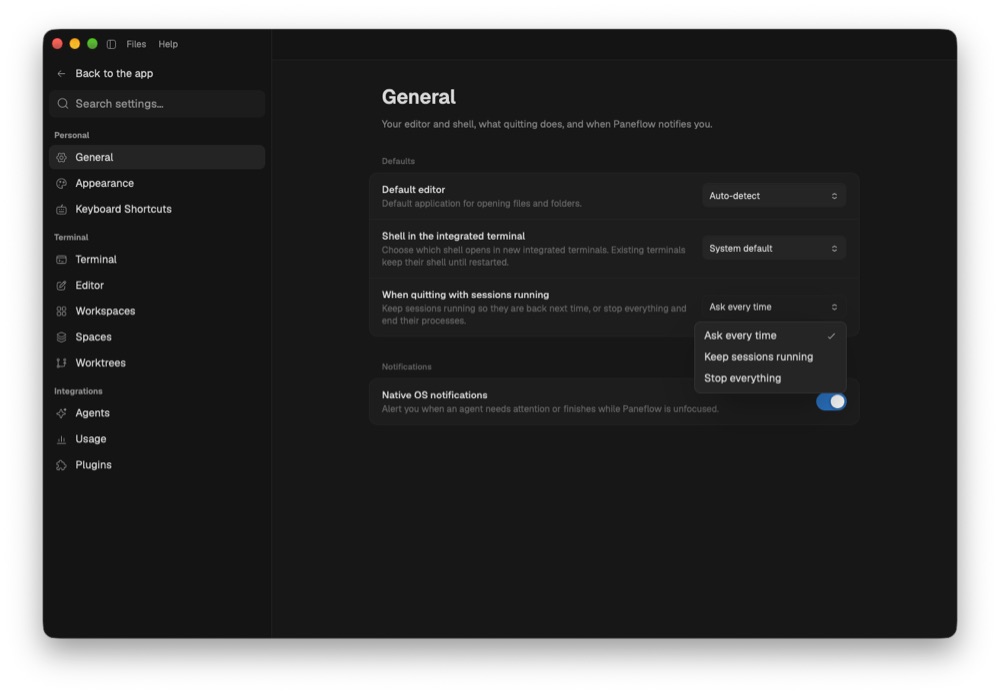 Files Help
Back to the app
Search settings...
Personal
General
Appearance
Keyboard Shortcuts
Terminal
Terminal
Editor
Workspaces
Spaces
Worktrees
Integrations
Agents
Usage
Plugins
General
Your editor and shell, what quitting does, and when Paneflow notifies you.
Defaults
Default editor
Default application for opening files and folders.
Auto-detect
Shell in the integrated terminal
Choose which shell opens in new integrated terminals. Existing terminals
keep their shell until restarted.
System default
When quitting with sessions running
Keep sessions running so they are back next time, or stop everything and
end their processes.
Ask every time
Ask every time
Keep sessions running
Stop everything
Notifications
Native OS notifications
Alert you when an agent needs attention or finishes while Paneflow is unfocused.